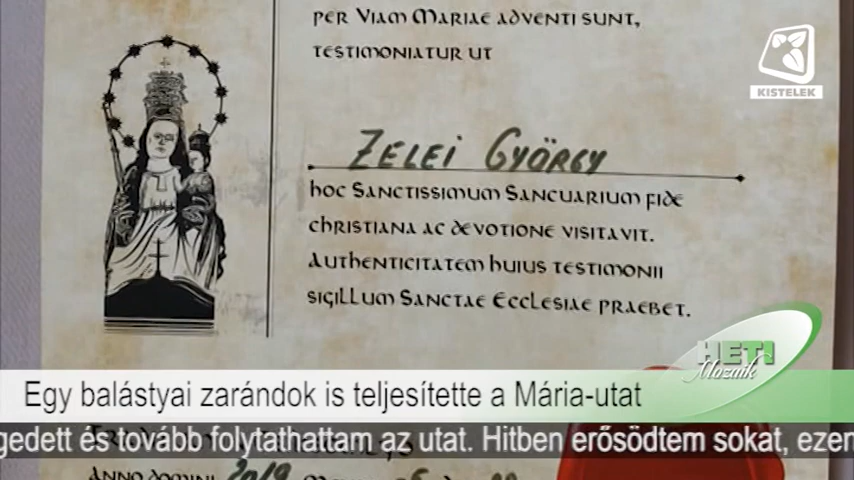 per Viam Mariae adventi sunt,
testimoniatur ut
KISTELEK
Zelei György
hoc Sanctissimum Sancuarium fide
christiana ac devotione visitavit.
Authenticitatem huius testimonii
sigillum Sanctae Ecclesiae praebet.
HETI
Mozaik
Egy balástyai zarándok is teljesítette a Mária-utat
gedett és tovább folytathattam az utat. Hitben erősödtem sokat, ezen
Anno domini 2019